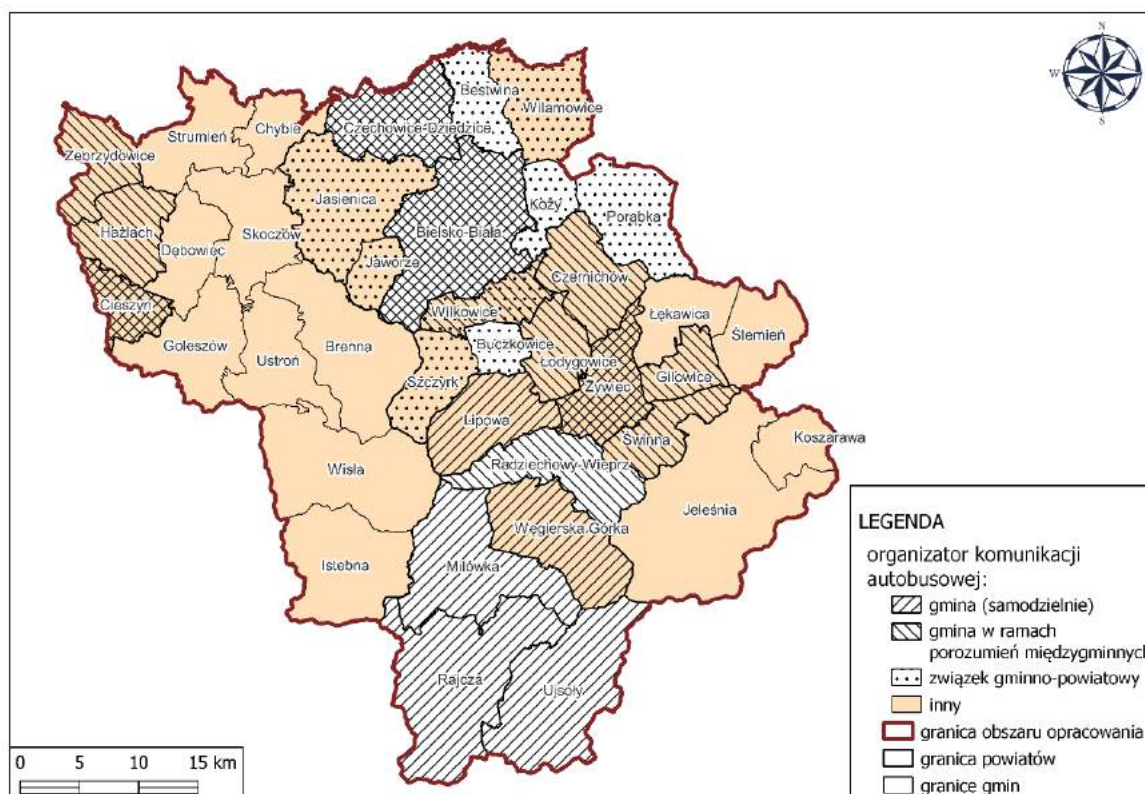 N
W
S
Bestwina
Wilamowice
Strumień
Chybie
Czechowice-Dziedzice
Zebrzydowice
Jasienica
Kozy
Porąbka
Hażlach
Dębowiec
Skoczów
Bielsko-Biała
Jaworze
Czernichów
Cieszyn
Wilkowice
Łękawica
Ślemień
Goleszów
Ustroń
Brenna
Buczkowice
Łodygowice
Gilowice
Szczyrk
Żywiec
Lipowa
Świnna
Koszarawa
Wisła
Radziechowy-Wieprz
Jeleśnia
Węgierska Górka
Istebna
Milówka
Rajcza
Ujsoły
LEGENDA
organizator komunikacji
autobusowej:
gmina (samodzielnie)
gmina w ramach
porozumień międzygminnych
związek gminno-powiatowy
inny
granica obszaru opracowania
granica powiatów
granice gmin
0 5 10 15 km